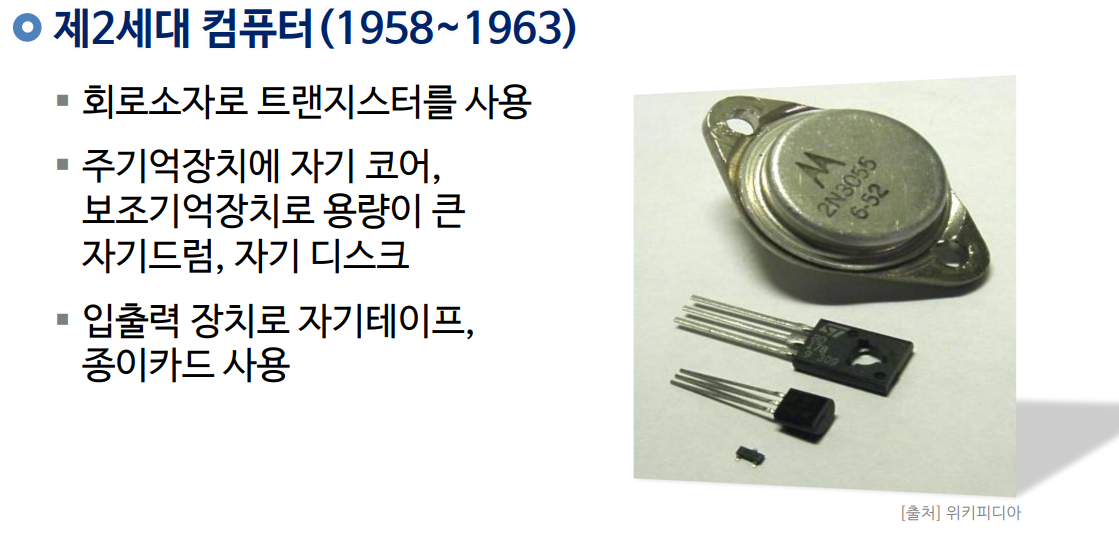 제2세대 컴퓨터(1958~1963)
회로소자로 트랜지스터를 사용
주기억장치에 자기 코어,
보조기억장치로 용량이 큰
자기드럼, 자기 디스크
입출력 장치로 자기테이프,
종이카드 사용
2N3055
6-52
ST
[출처] 위키피디아